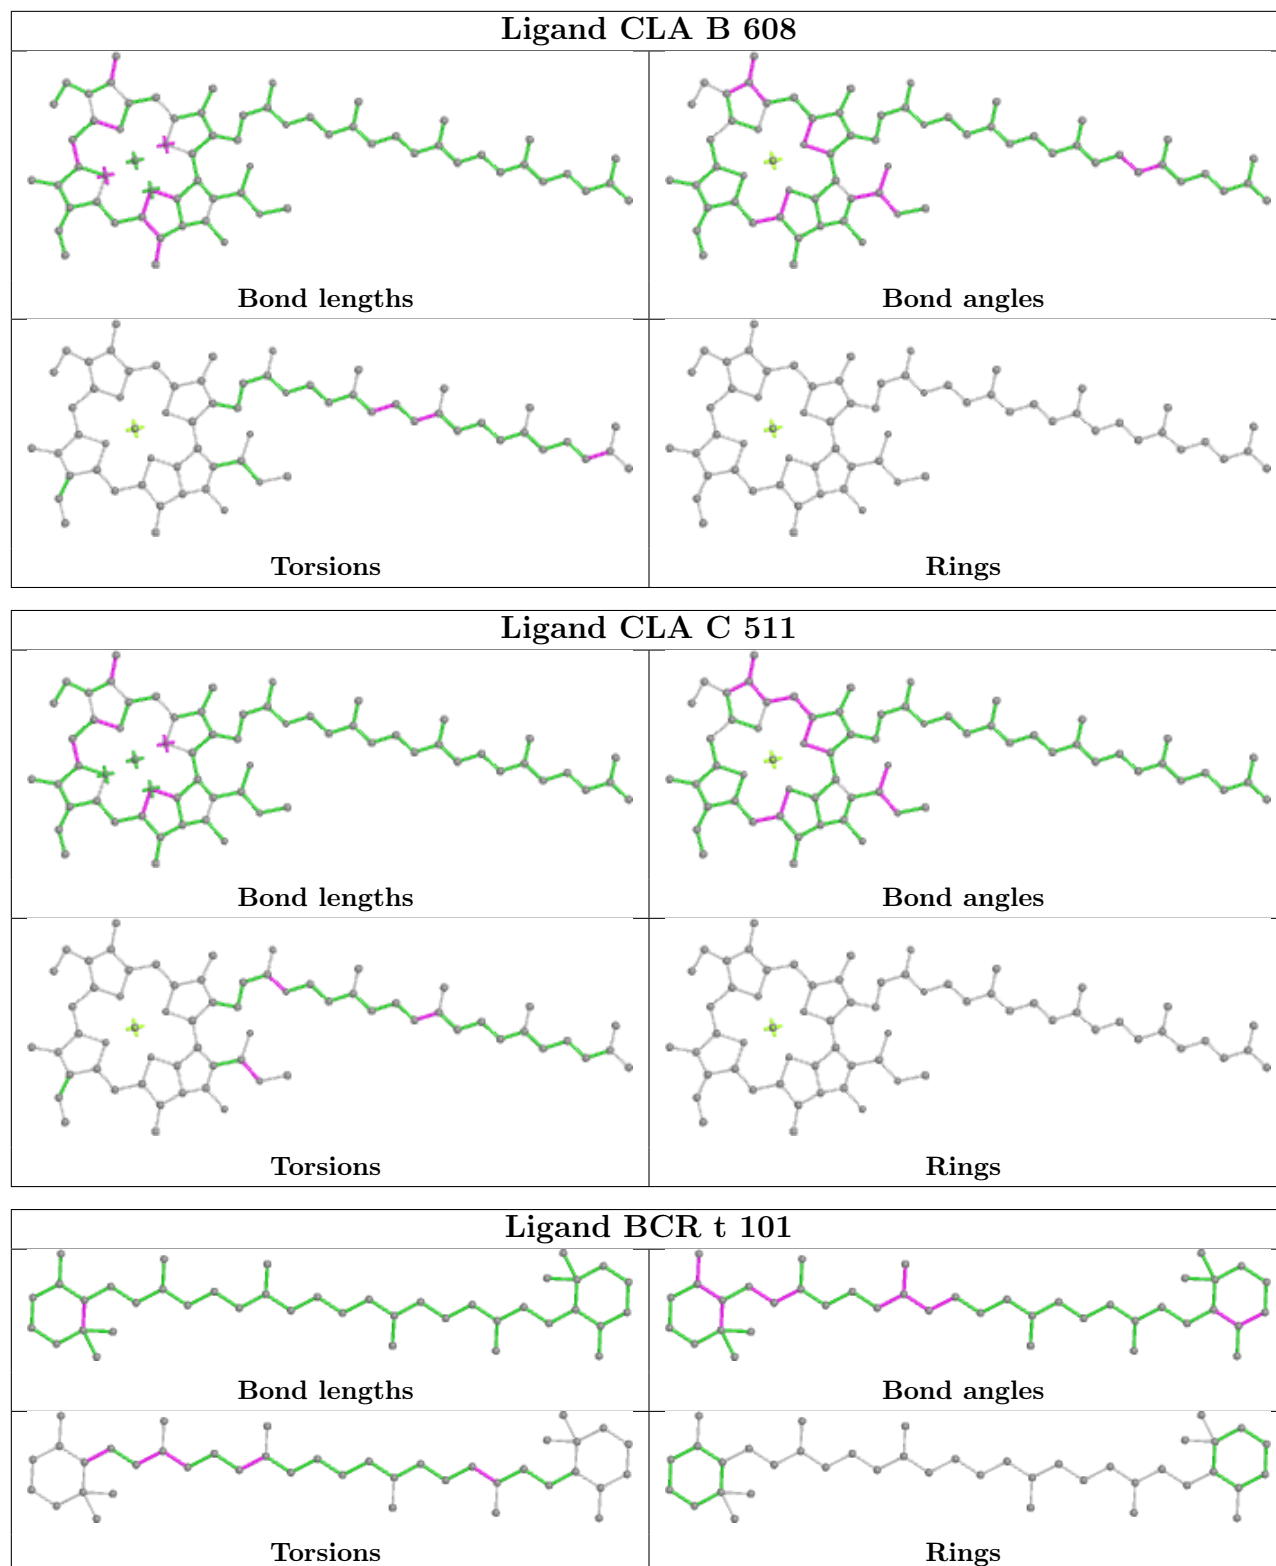 Ligand CLA B 608
Bond lengths
Bond angles
Torsions
Rings
Ligand CLA C 511
Bond lengths
Bond angles
Torsions
Rings
Ligand BCR t 101
Bond lengths
Bond angles
Torsions
Rings